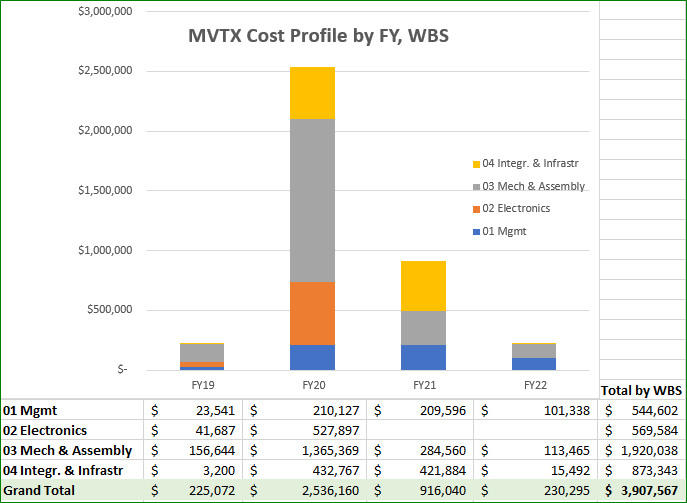 $3,000,000
MVTX Cost Profile by FY, WBS
$2,500,000
$2,000,000
04 Integr. & Infrastr
03 Mech & Assembly
$1,500,000
02 Electronics
01 Mgmt
$1,000,000
$500,000
$-
FY19 FY20 FY21 FY22
Total by WBS
01 Mgmt $ 23,541 $ 210,127 $ 209,596 $ 101,338 $ 544,602
02 Electronics $ 41,687 $ 527,897 $ 569,584
03 Mech & Assembly $ 156,644 $ 1,365,369 $ 284,560 $ 113,465 $ 1,920,038
04 Integr. & Infrastr $ 3,200 $ 432,767 $ 421,884 $ 15,492 $ 873,343
Grand Total $ 225,072 $ 2,536,160 $ 916,040 $ 230,295 $ 3,907,567